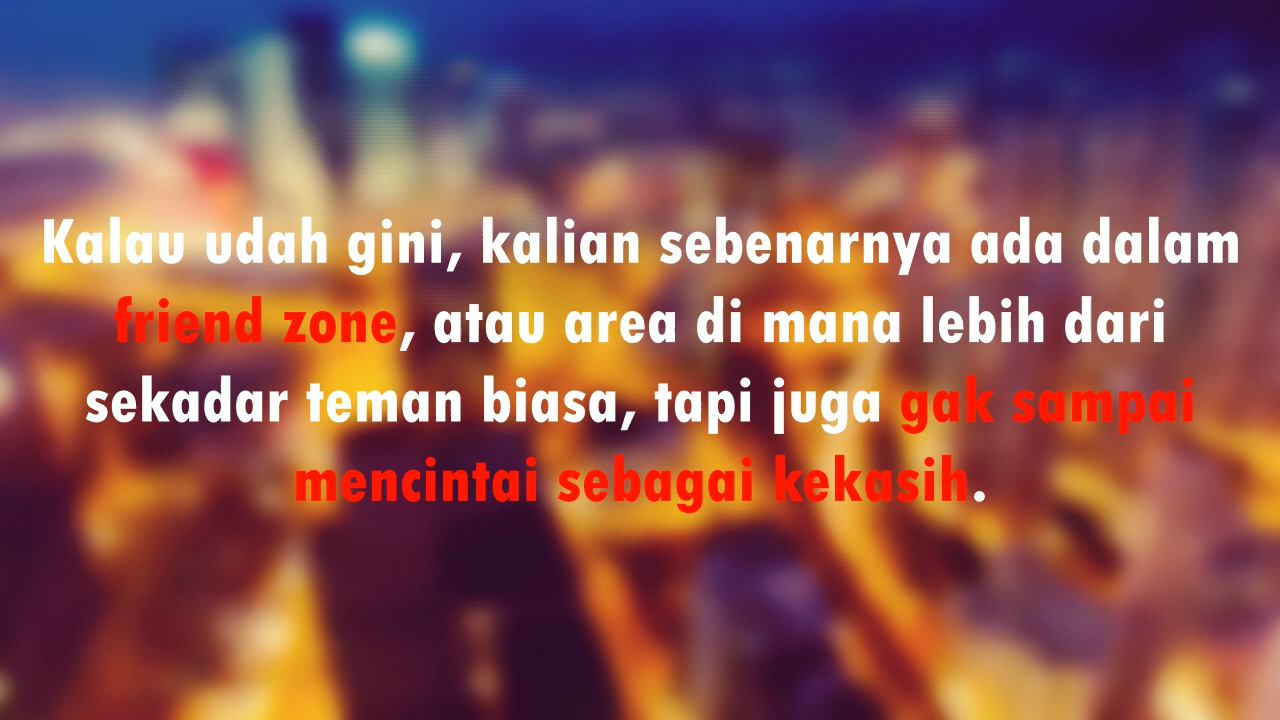 Kalau udah gini, kalian sebenarnya ada dalam
friend zone, atau area di mana lebih dari
sekadar teman biasa, tapi juga gak sampai
mencintai sebagai kekasih.